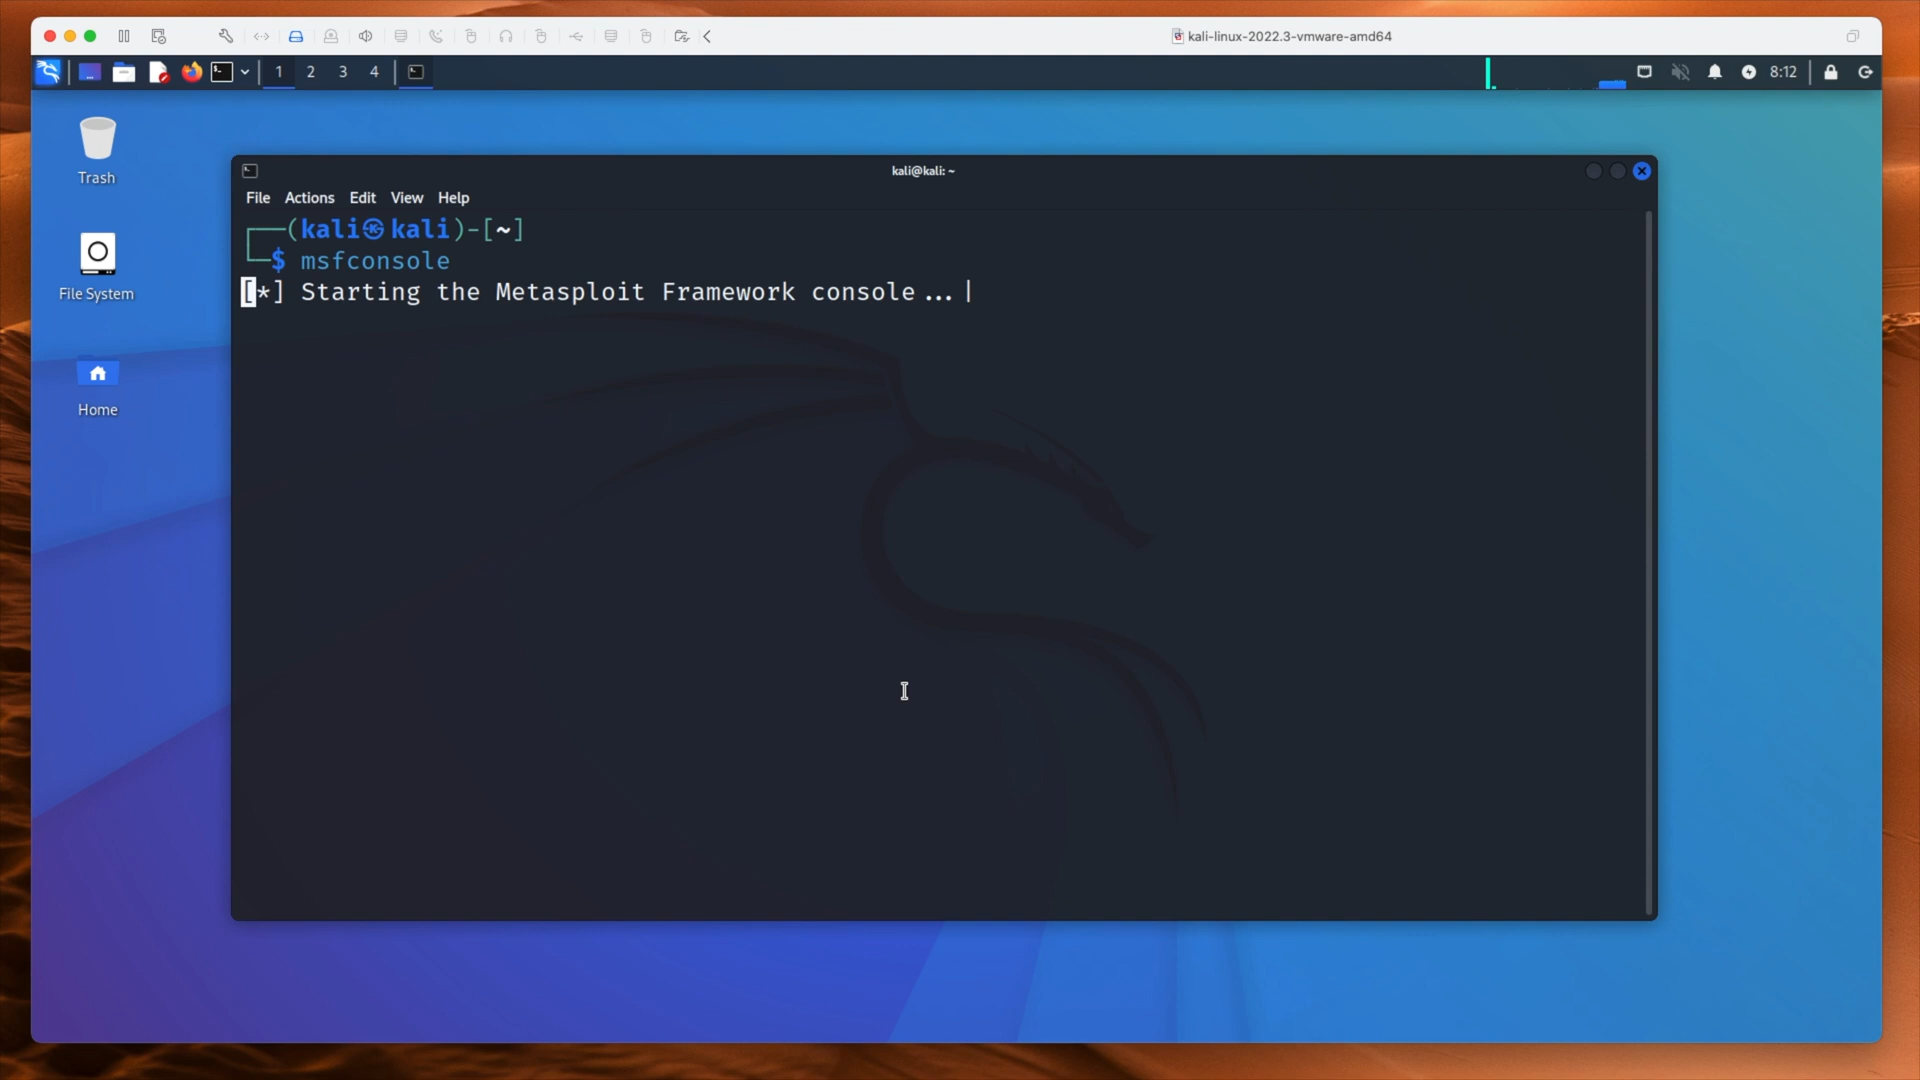 kali-linux-2022.3-vmware-amd64
1 2 3 4
8:12
Trash
File System
Home
kali@kali: ~
File Actions Edit View Help
┌──(kali㉿kali)-[~]
└─$ msfconsole
[*] Starting the Metasploit Framework console...|